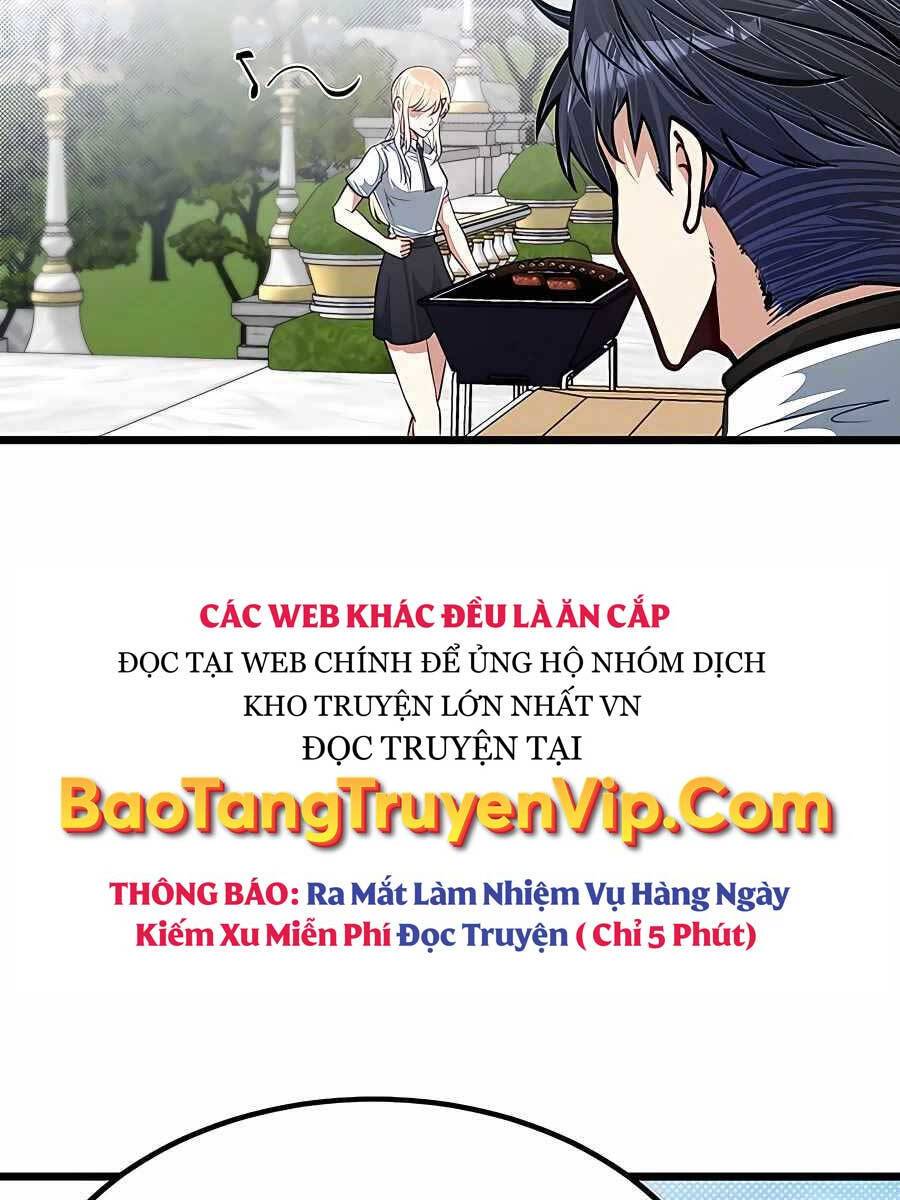 CÁC WEB KHÁC ĐỀU LÀ ĂN CẮP
ĐỌC TẠI WEB CHÍNH ĐỂ ỦNG HỘ NHÓM DỊCH
KHO TRUYỆN LỚN NHẤT VN
ĐỌC TRUYỆN TẠI
BaoTangTruyenVip.Com
THÔNG BÁO: Ra Mắt Làm Nhiệm Vụ Hàng Ngày
Kiếm Xu Miễn Phí Đọc Truyện ( Chỉ 5 Phút)